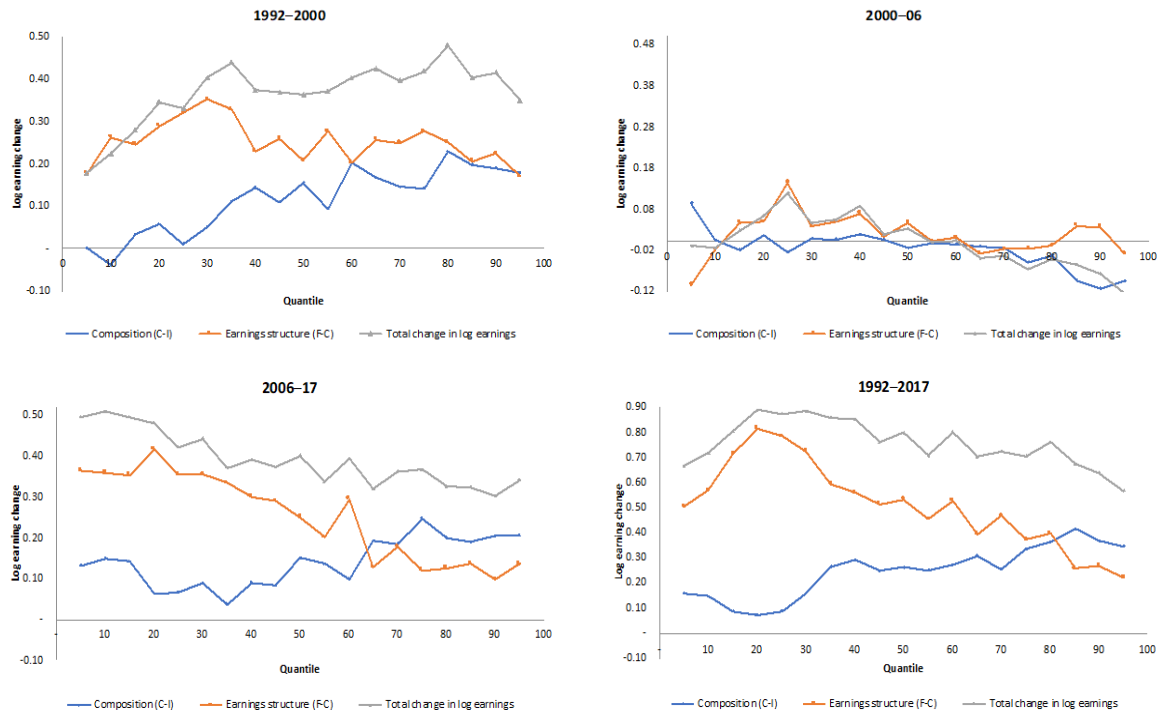 1992–2000
0.50
0.40
0.30
0.20
0.10
-
-0.10
Log earning change
0 10 20 30 40 50 60 70 80 90 100
Quantile
Composition (C-I) Earnings structure (F-C) Total change in log earnings
2000–06
0.48
0.38
0.28
0.18
0.08
-0.02
-0.12
Log earning change
0 10 20 30 40 50 60 70 80 90 100
Quantile
Composition (C-I) Earnings structure (F-C) Total change in log earnings
2006–17
0.50
0.40
0.30
0.20
0.10
-
-0.10
Log earning change
- 10 20 30 40 50 60 70 80 90 100
Quantile
Composition (C-I) Earnings structure (F-C) Total change in log earnings
1992–2017
0.90
0.80
0.70
0.60
0.50
0.40
0.30
0.20
0.10
-
-0.10
Log earning change
- 10 20 30 40 50 60 70 80 90 100
Quantile
Composition (C-I) Earnings structure (F-C) Total change in log earnings